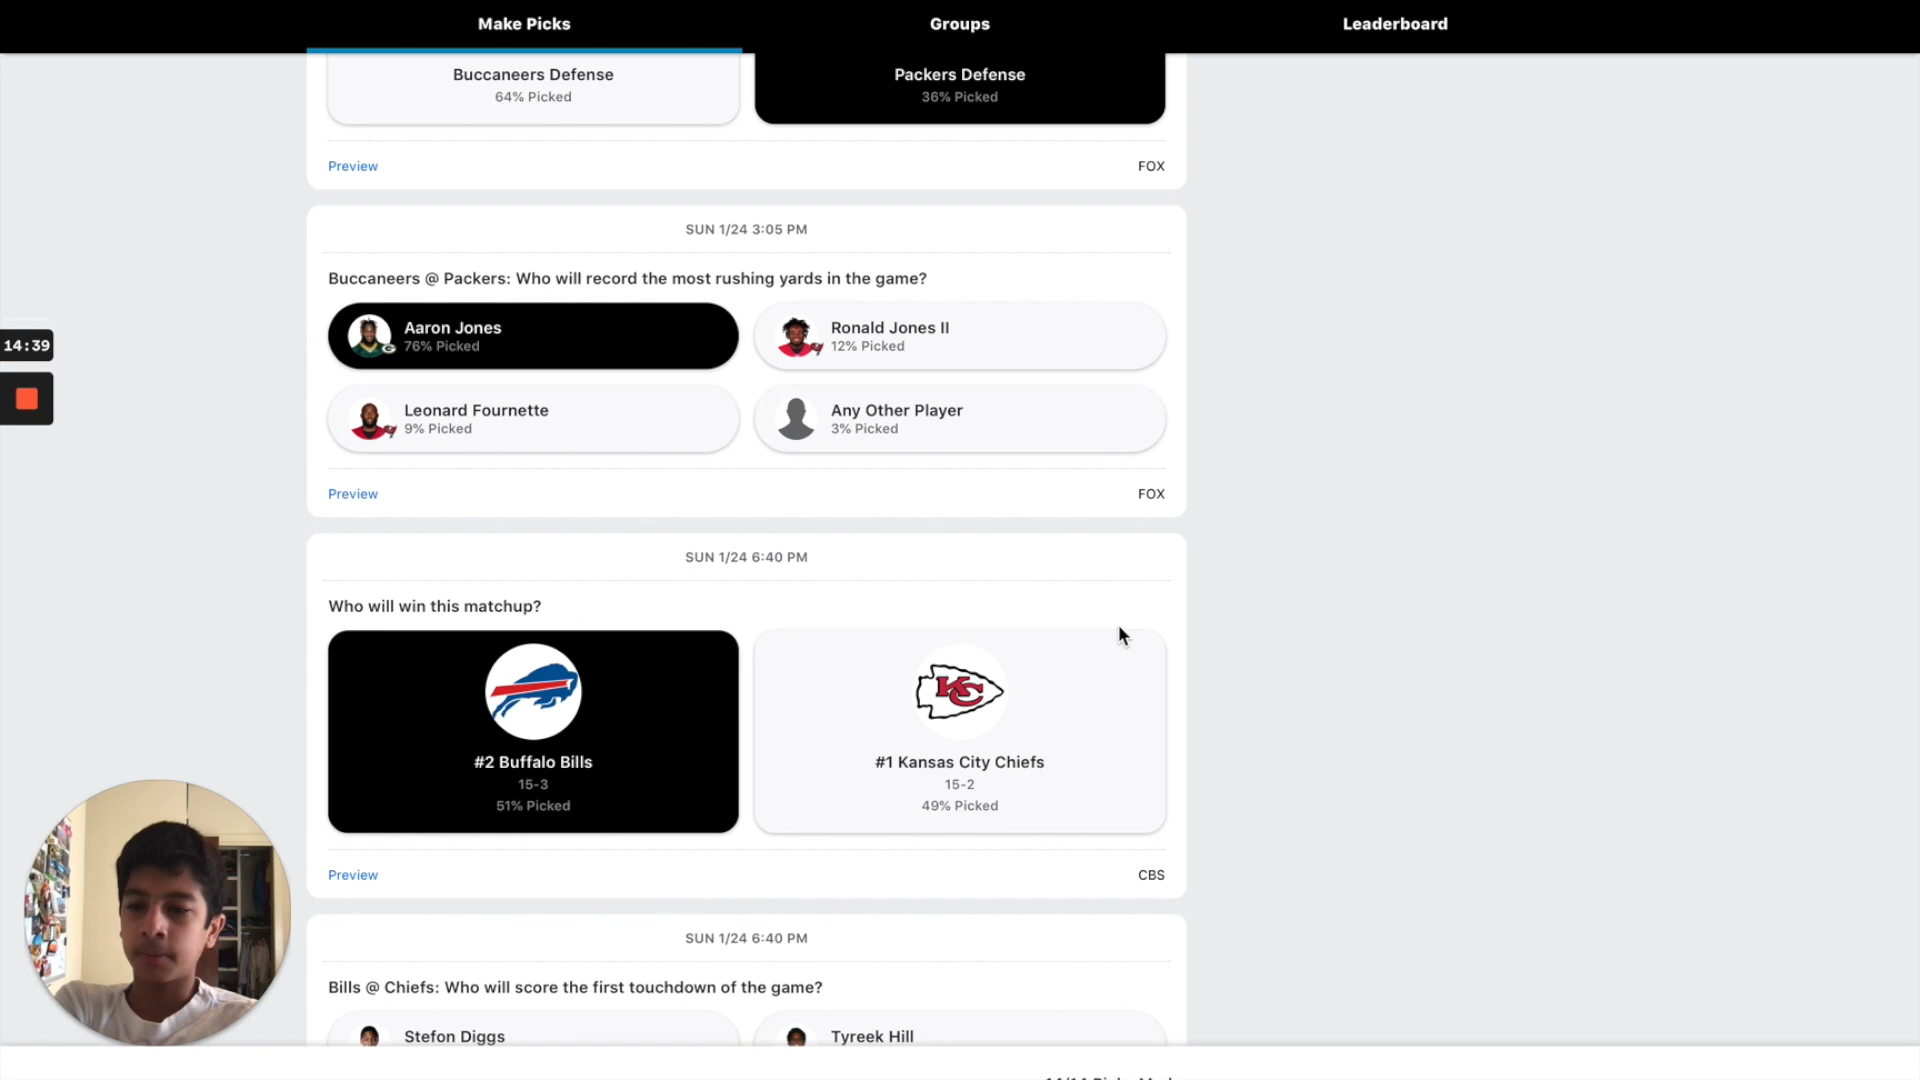 Make Picks
Groups
Leaderboard
Buccaneers Defense
64% Picked
Packers Defense
36% Picked
Preview
FOX
SUN 1/24 3:05 PM
Buccaneers @ Packers: Who will record the most rushing yards in the game?
Aaron Jones
76% Picked
Ronald Jones II
12% Picked
14:39
Leonard Fournette
9% Picked
Any Other Player
3% Picked
Preview
FOX
SUN 1/24 6:40 PM
Who will win this matchup?
KC
#2 Buffalo Bills
15-3
51% Picked
#1 Kansas City Chiefs
15-2
49% Picked
Preview
CBS
SUN 1/24 6:40 PM
Bills @ Chiefs: Who will score the first touchdown of the game?
Stefon Diggs
Tyreek Hill